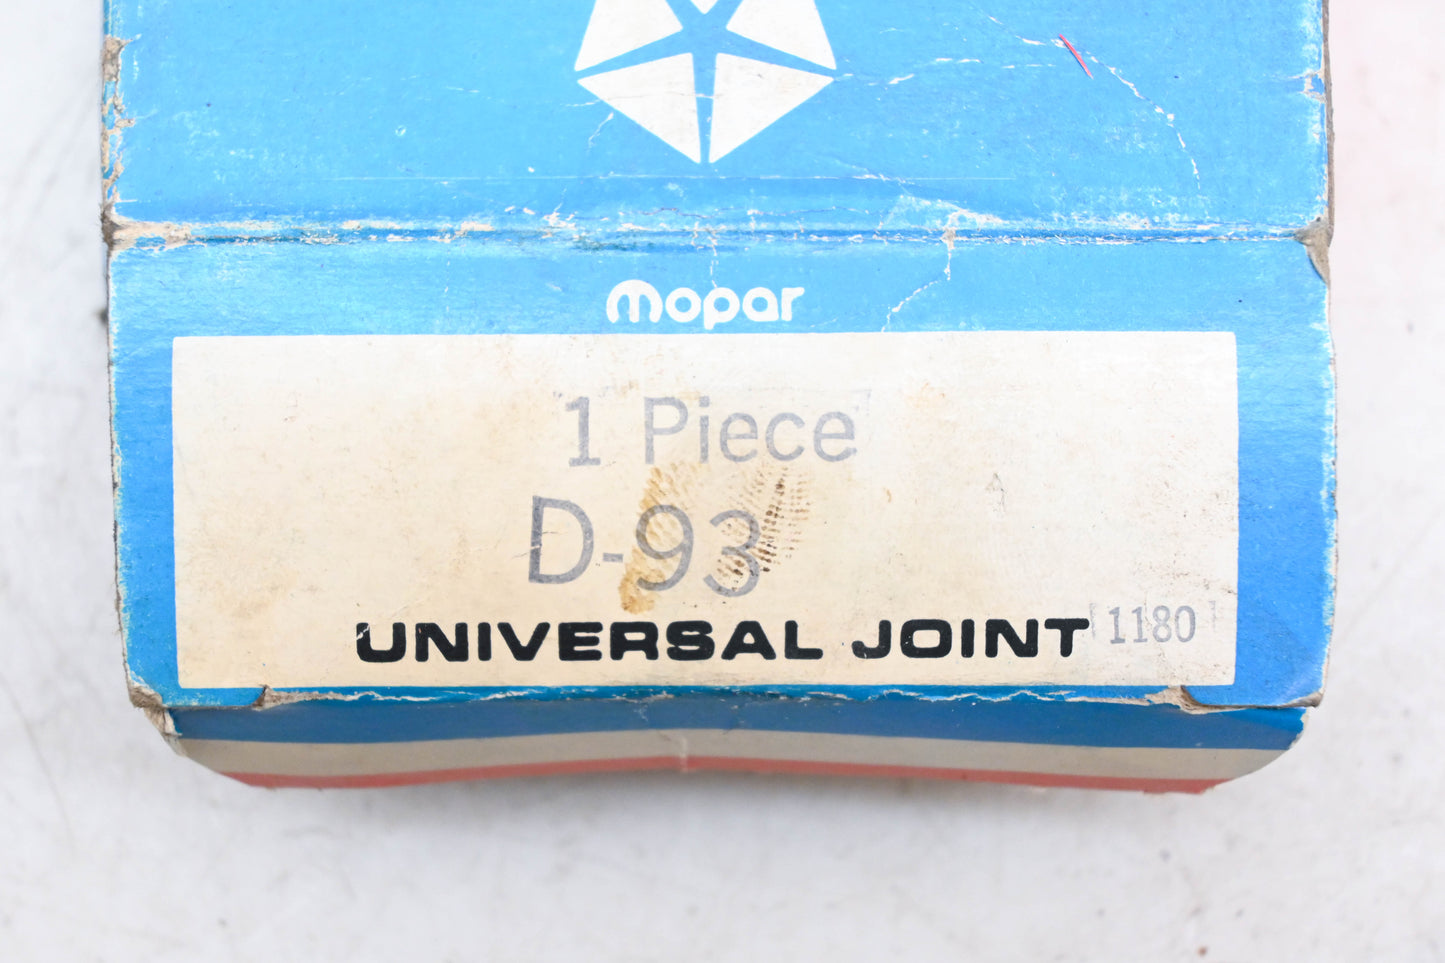 mopar
1 Piece
D-93
UNIVERSAL JOINT 1180